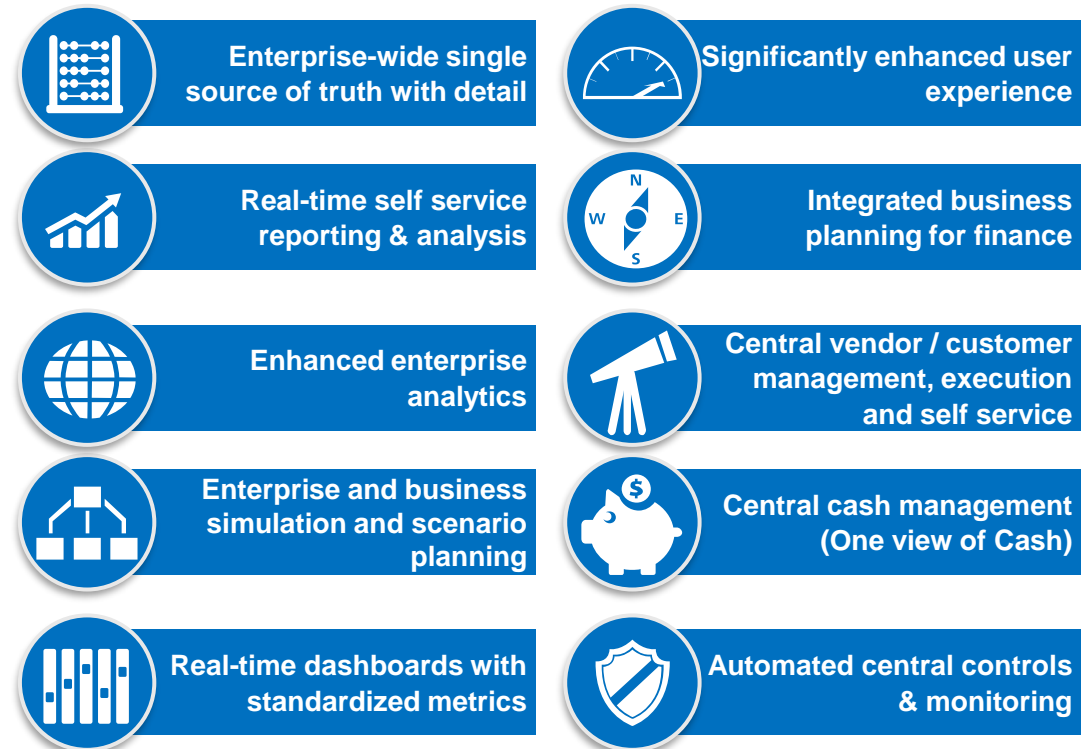 Enterprise-wide single
source of truth with detail
Significantly enhanced user
experience
Real-time self service
reporting & analysis
N
W
E
S
Integrated business
planning for finance
Enhanced enterprise
analytics
Central vendor / customer
management, execution
and self service
Enterprise and business
simulation and scenario
planning
$
Central cash management
(One view of Cash)
Real-time dashboards with
standardized metrics
Automated central controls
& monitoring